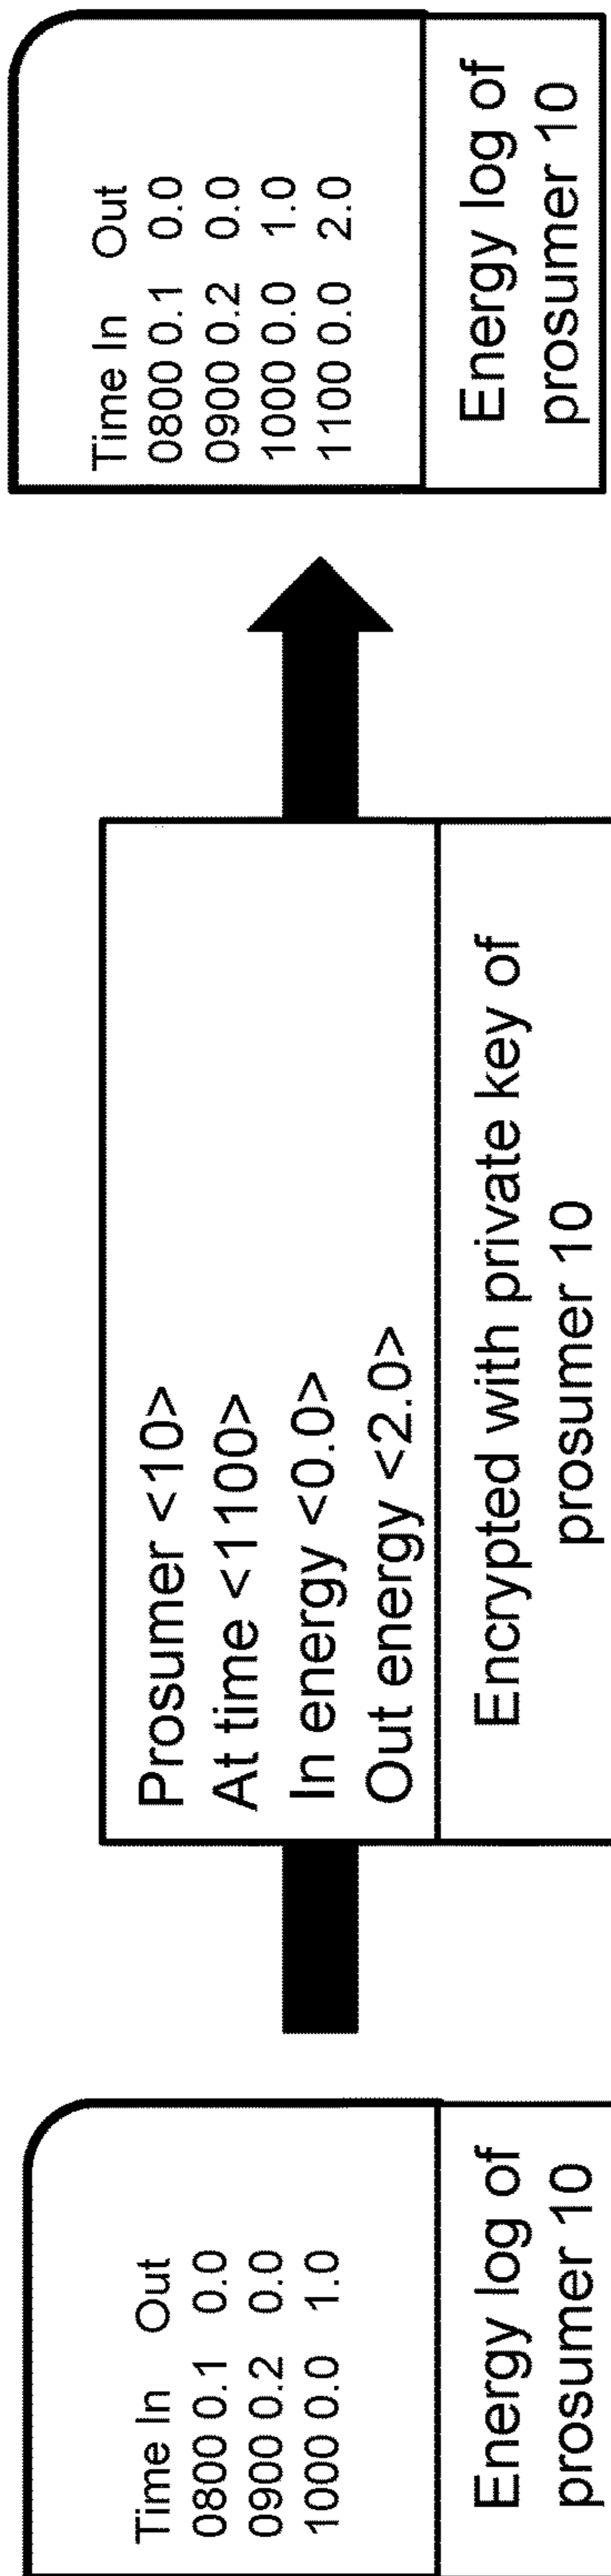 Time In Out
0800 0.1 0.0
0900 0.2 0.0
1000 0.0 1.0
Energy log of
prosumer 10
Prosumer <10>
At time <1100>
In energy <0.0>
Out energy <2.0>
Encrypted with private key of
prosumer 10
Time In Out
0800 0.1 0.0
0900 0.2 0.0
1000 0.0 1.0
1100 0.0 2.0
Energy log of
prosumer 10